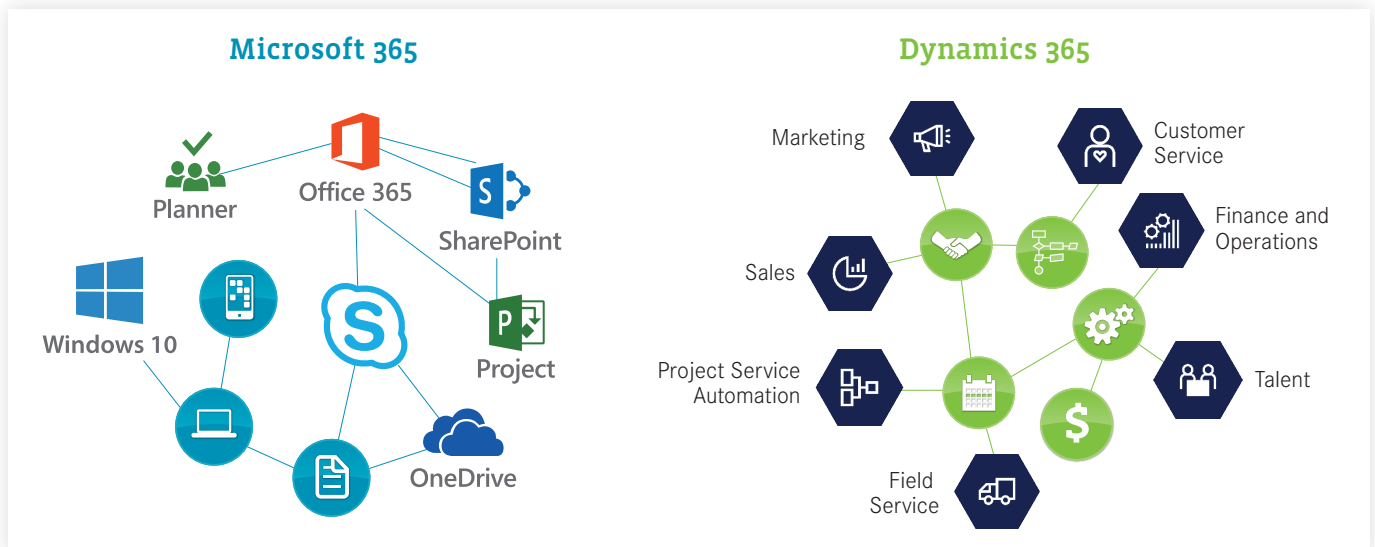 Microsoft 365
Planner
Office 365
S
SharePoint
Windows 10
S
P
Project
OneDrive
Dynamics 365
Marketing
Customer
Service
Sales
Finance and
Operations
Project Service
Automation
Talent
$
Field
Service